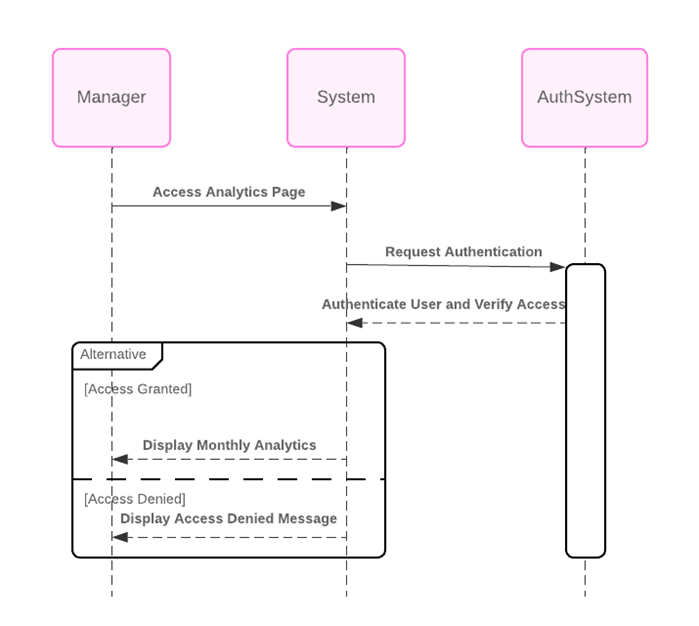 Manager
System
AuthSystem
Access Analytics Page
Request Authentication
Authenticate User and Verify Access
Alternative
[Access Granted]
Display Monthly Analytics
[Access Denied]
Display Access Denied Message